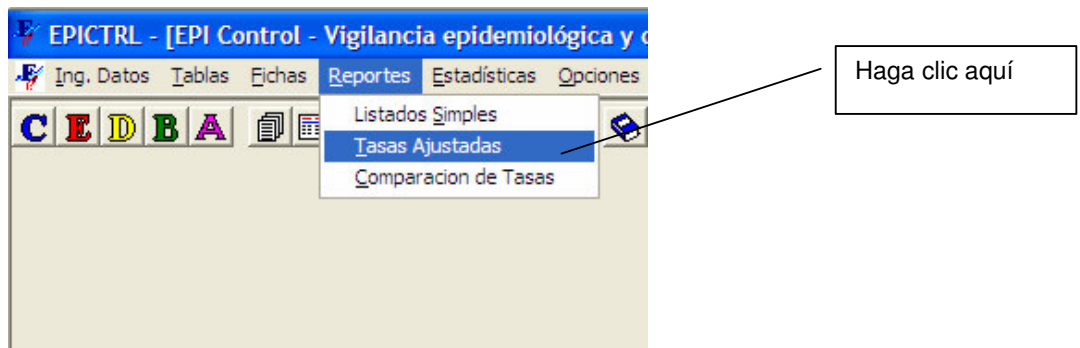 EPICTRL - [EPI Control - Vigilancia epidemiológica y
Ing. Datos Tablas Fichas Reportes Estadísticas Opciones
C E D B A
Listados Simples
Tasas Ajustadas
Comparacion de Tasas
Haga clic aquí